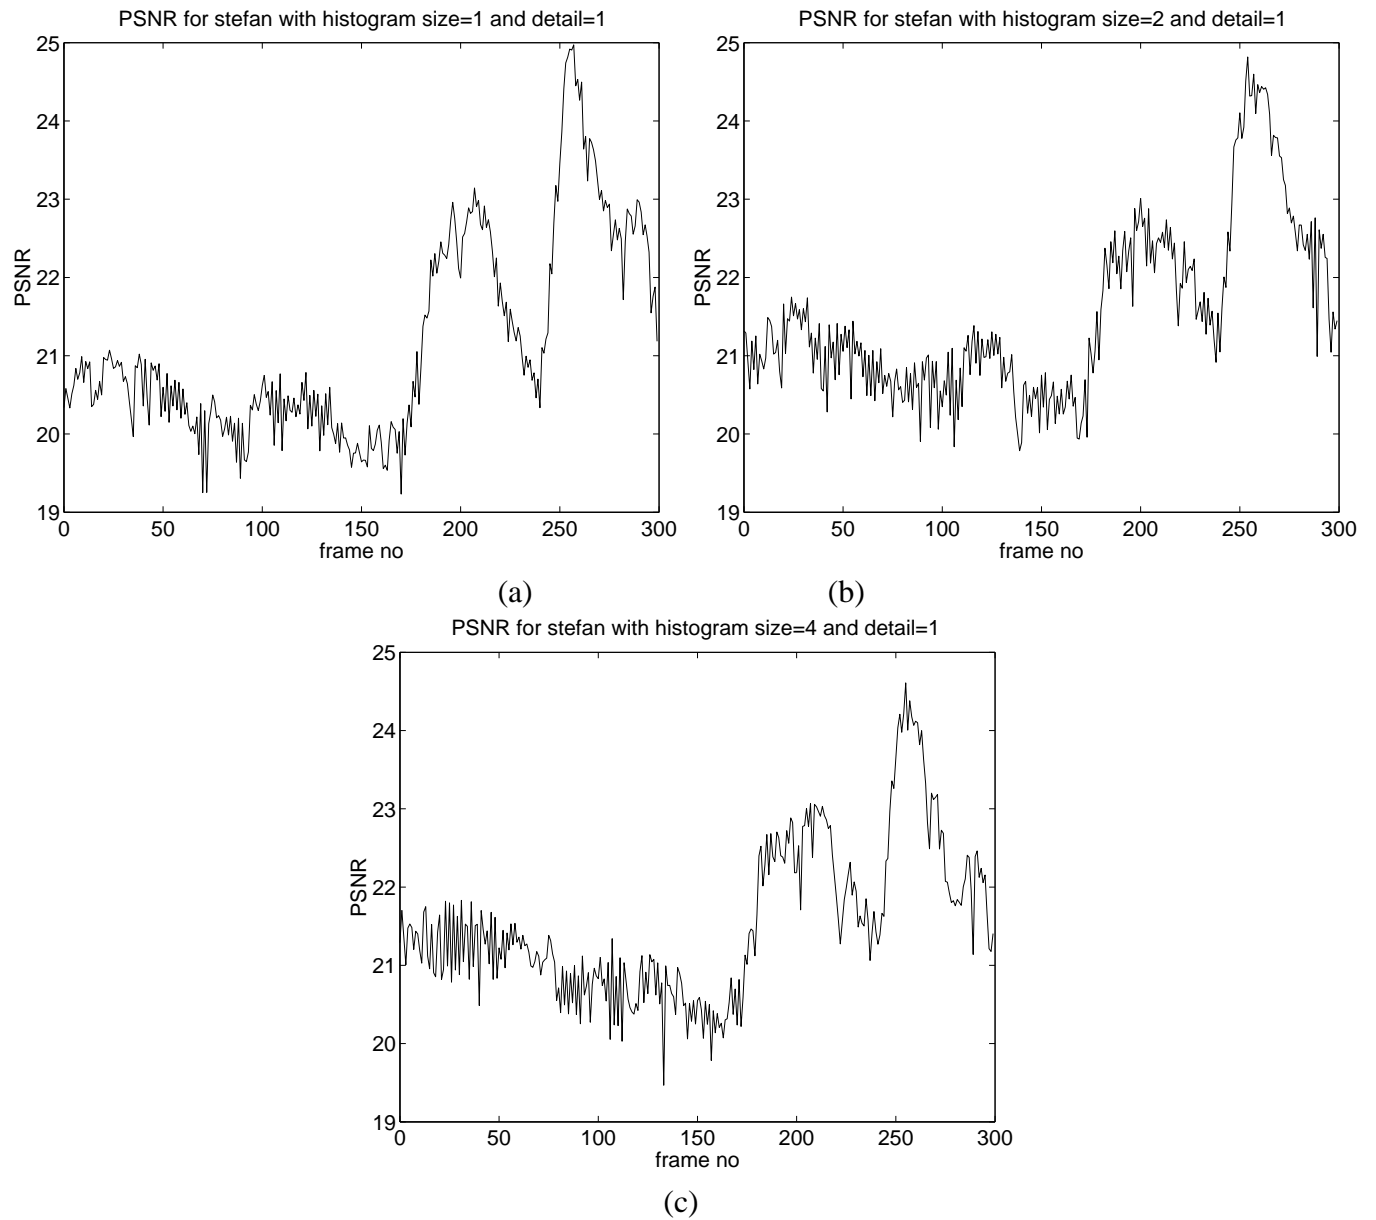 PSNR for stefan with histogram size=1 and detail=1
25
24
23
22
21
20
19
PSNR
0 50 100 150 200 250 300
frame no
(a)
PSNR for stefan with histogram size=2 and detail=1
25
24
23
22
21
20
19
PSNR
0 50 100 150 200 250 300
frame no
(b)
PSNR for stefan with histogram size=4 and detail=1
25
24
23
22
21
20
19
PSNR
0 50 100 150 200 250 300
frame no
(c)